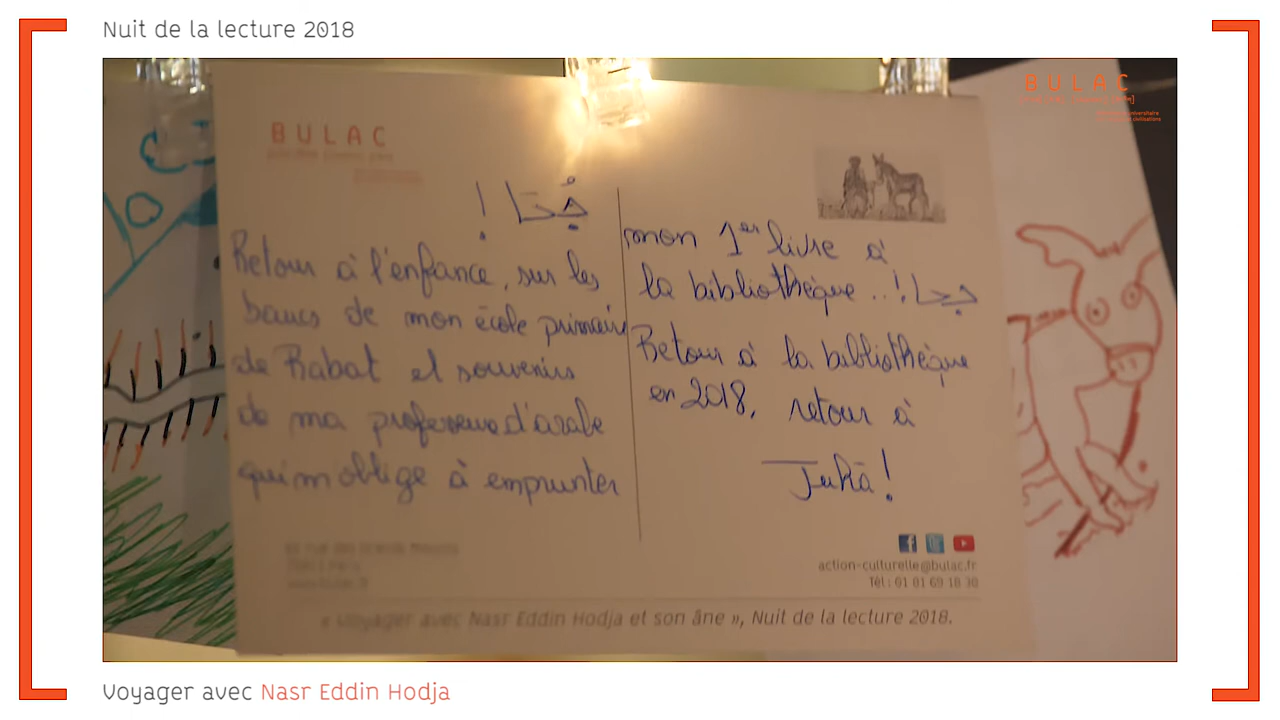 Nuit de la lecture 2018
BULAC
BULAC
جُحَا !
Retour à l'enfance, sur les
bancs de mon école primaire
de Rabat et souvenirs
de ma professeure d'arabe
qui m'oblige à emprunter
mon 1er livre à
la bibliothèque..! جحا
Retour à la bibliothèque
en 2018, retour à
Juḥā !
action-culturelle@bulac.fr
Tél : 01 81 69 18 30
« Voyager avec Nasr Eddin Hodja et son âne », Nuit de la lecture 2018.
Voyager avec Nasr Eddin Hodja